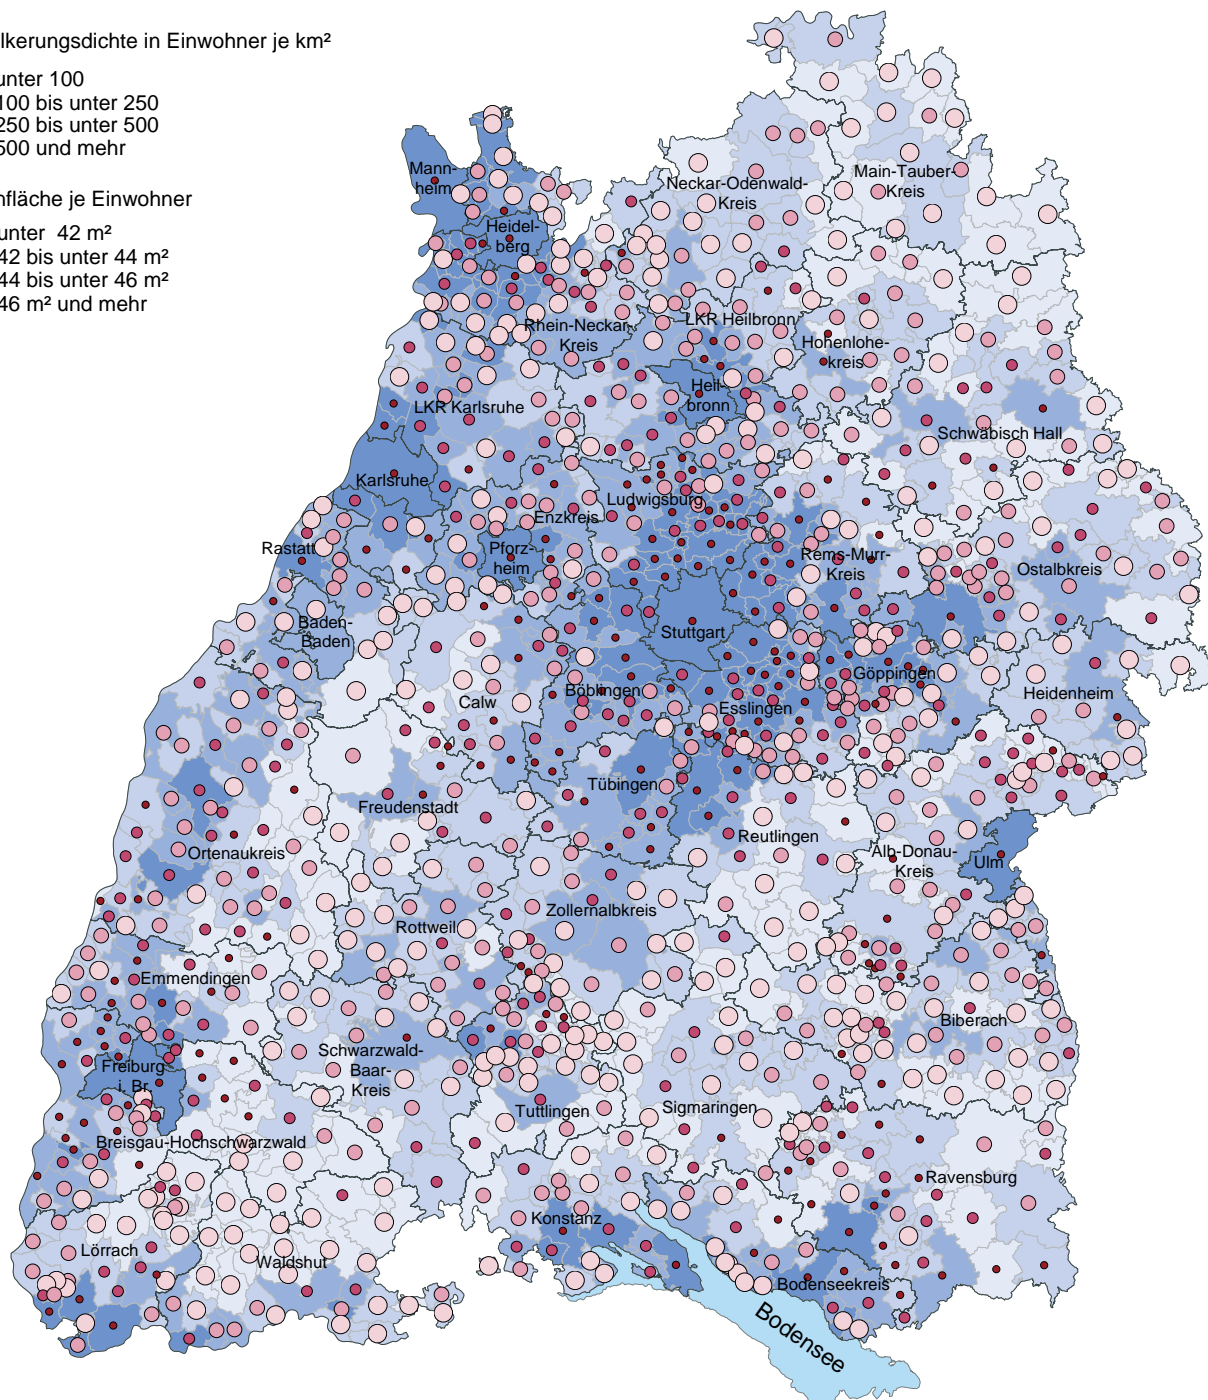 lkerungsdichte in Einwohner je km²
unter 100
100 bis unter 250
250 bis unter 500
500 und mehr
nfläche je Einwohner
unter 42 m²
42 bis unter 44 m²
44 bis unter 46 m²
46 m² und mehr
Mann-
heim
Heidel-
berg
Neckar-Odenwald-
Kreis
Main-Tauber-
Kreis
Rhein-Neckar-
Kreis
LKR Heilbronn
Hohenlohe-
kreis
Heil-
bronn
LKR Karlsruhe
Schwäbisch Hall
Karlsruhe
Ludwigsburg
Enzkreis
Rastatt
Pforz-
heim
Rems-Murr-
Kreis
Ostalbkreis
Baden-
Baden
Stuttgart
Göppingen
Heidenheim
Calw
Böblingen
Esslingen
Tübingen
Freudenstadt
Reutlingen
Ortenaukreis
Alb-Donau-
Kreis
Ulm
Zollernalbkreis
Rottweil
Emmendingen
Biberach
Schwarzwald-
Baar-
Kreis
Freiburg
i. Br.
Tuttlingen
Sigmaringen
Breisgau-Hochschwarzwald
Ravensburg
Konstanz
Lörrach
Waldshut
Bodenseekreis
Bodensee